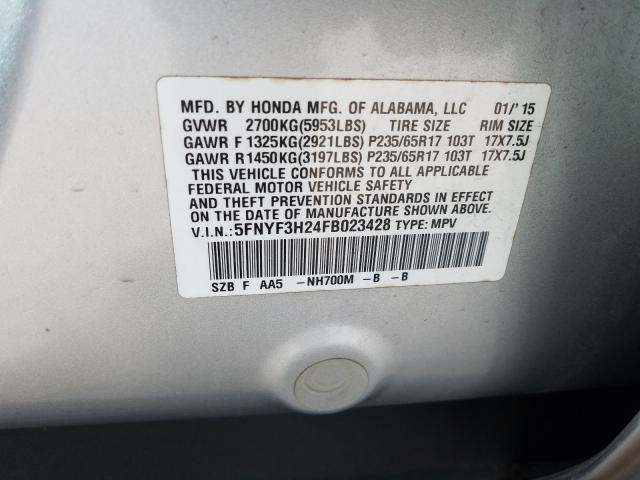 MFD. BY HONDA MFG. OF ALABAMA, LLC 01/'15
GVWR 2700KG(5953LBS) TIRE SIZE RIM SIZE
GAWR F 1325KG(2921LBS) P235/65R17 103T 17X7.5J
GAWR R 1450KG(3197LBS) P235/65R17 103T 17X7.5J
THIS VEHICLE CONFORMS TO ALL APPLICABLE
FEDERAL MOTOR VEHICLE SAFETY
AND THEFT PREVENTION STANDARDS IN EFFECT
ON THE DATE OF MANUFACTURE SHOWN ABOVE.
V.I.N.:5FNYF3H24FB023428 TYPE: MPV
SZB F AA5 -NH700M -B -B